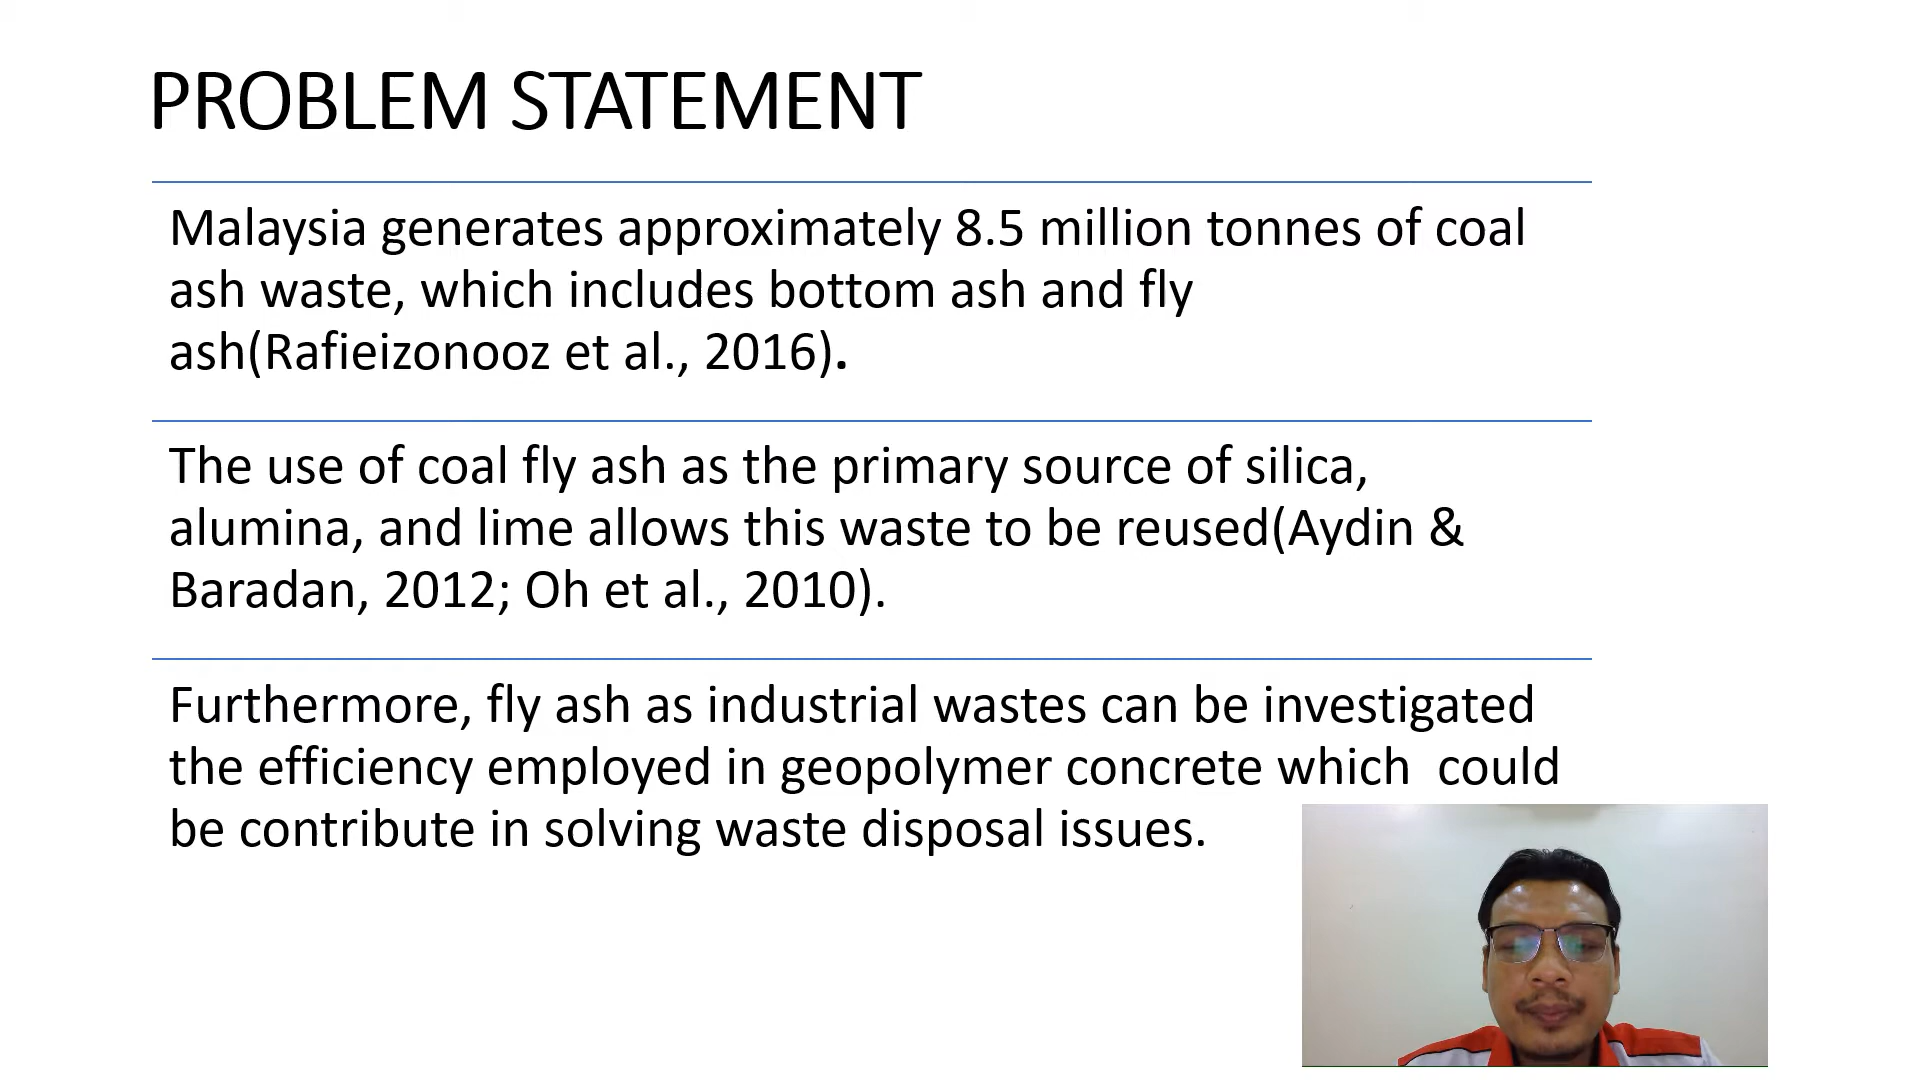 PROBLEM STATEMENT
Malaysia generates approximately 8.5 million tonnes of coal
ash waste, which includes bottom ash and fly
ash(Rafieizonooz et al., 2016).
The use of coal fly ash as the primary source of silica,
alumina, and lime allows this waste to be reused(Aydin &
Baradan, 2012; Oh et al., 2010).
Furthermore, fly ash as industrial wastes can be investigated
the efficiency employed in geopolymer concrete which  could
be contribute in solving waste disposal issues.